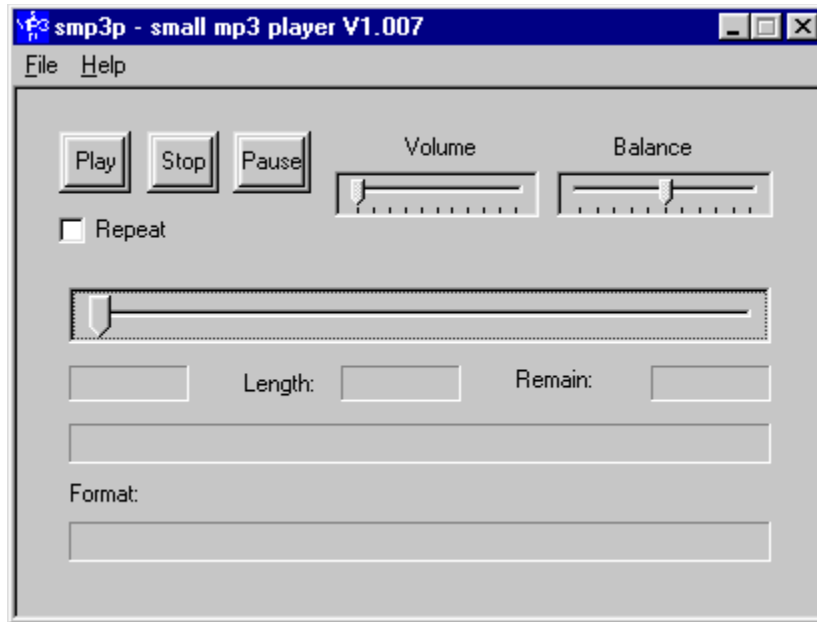 smp3p - small mp3 player V1.007
File Help
Play Stop Pause
Volume Balance
Repeat
Length: Remain:
Format: